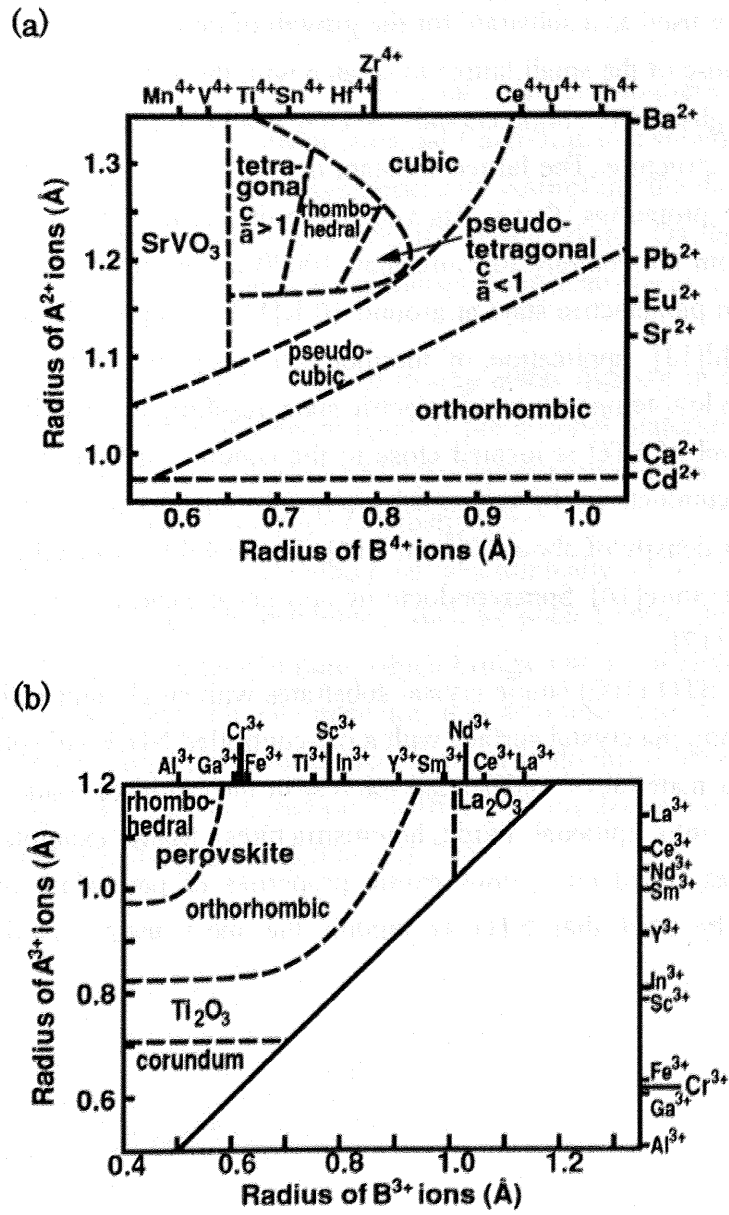 (a)
Zr4+
Mn4+ V4+ Ti4+ Sn4+ Hf4+ Ce4+ U4+ Th4+
Ba2+
1.3
tetra-
gonal
c/a > 1
cubic
rhombo-
hedral
SrVO3
pseudo-
tetragonal
c/a < 1
1.2
Pb2+
Eu2+
Sr2+
1.1
pseudo-
cubic
orthorhombic
1.0
Ca2+
Cd2+
0.6 0.7 0.8 0.9 1.0
Radius of A2+ ions (Å)
Radius of B4+ ions (Å)
(b)
Cr3+ Sc3+ Nd3+
Al3+ Ga3+ Fe3+ Ti3+ In3+ Y3+ Sm3+ Ce3+ La3+
1.2
rhombo-
hedral
La2O3
La3+
perovskite
Ce3+
Nd3+
1.0
Sm3+
orthorhombic
Y3+
0.8
In3+
Sc3+
Ti2O3
corundum
0.6
Fe3+
Cr3+
Ga3+
Al3+
0.4 0.6 0.8 1.0 1.2
Radius of A3+ ions (Å)
Radius of B3+ ions (Å)